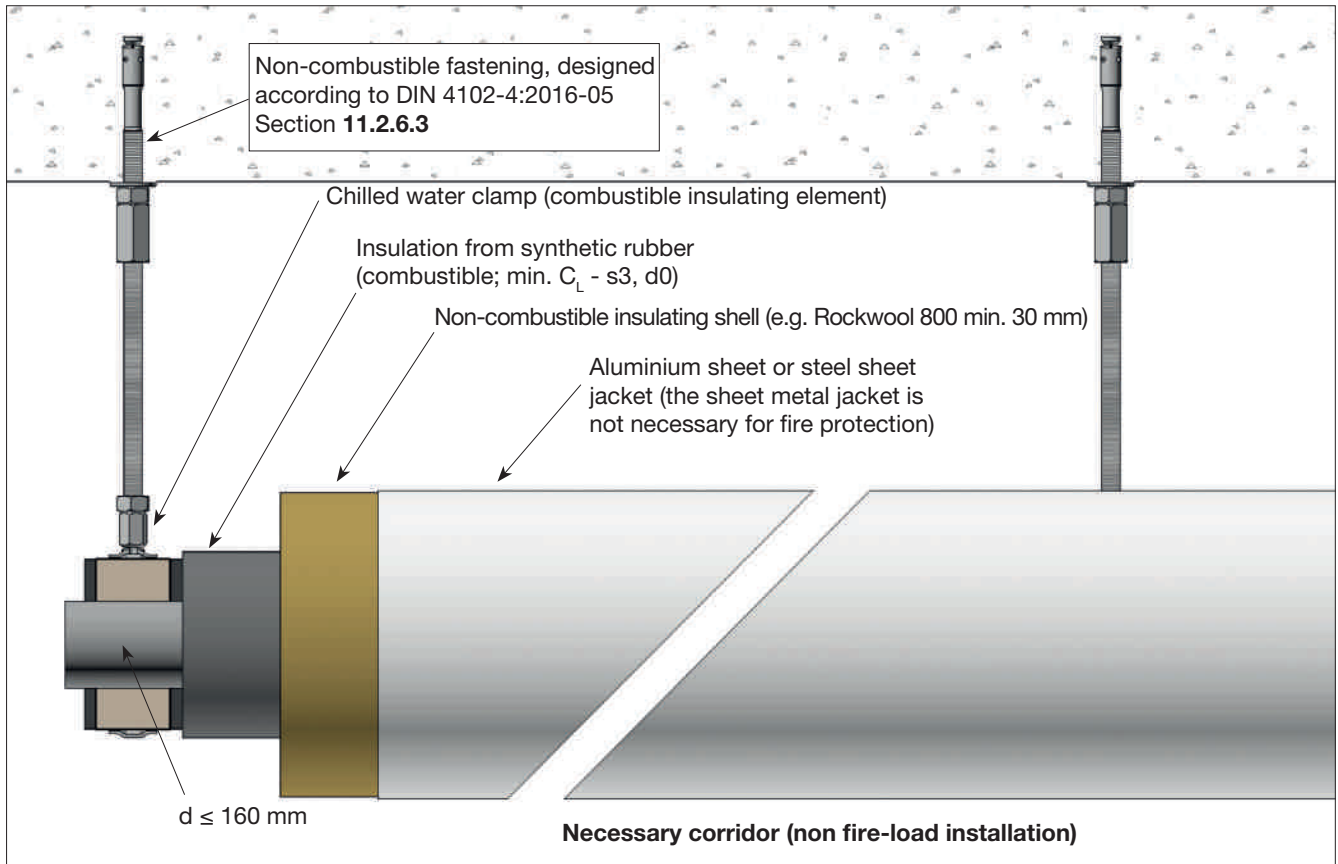 Non-combustible fastening, designed
according to DIN 4102-4:2016-05
Section 11.2.6.3
Chilled water clamp (combustible insulating element)
Insulation from synthetic rubber
(combustible; min. C_L - s3, d0)
Non-combustible insulating shell (e.g. Rockwool 800 min. 30 mm)
Aluminium sheet or steel sheet
jacket (the sheet metal jacket is
not necessary for fire protection)
d ≤ 160 mm
Necessary corridor (non fire-load installation)